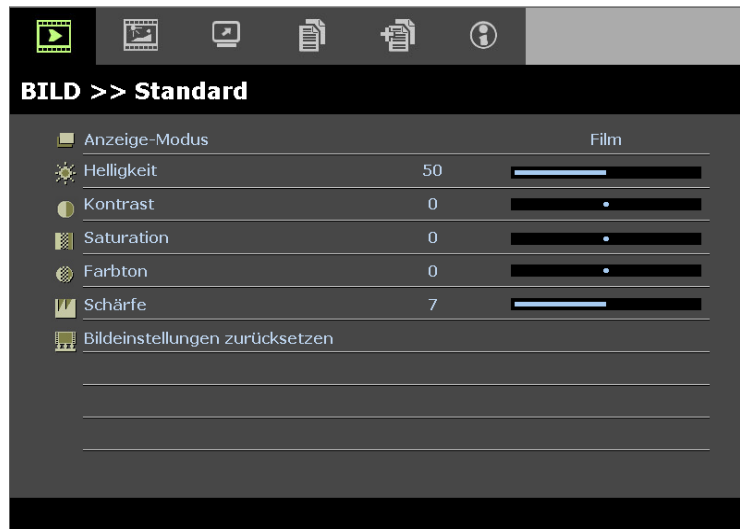 BILD >> Standard
Anzeige-Modus Film
Helligkeit 50
Kontrast 0
Saturation 0
Farbton 0
Schärfe 7
Bildeinstellungen zurücksetzen